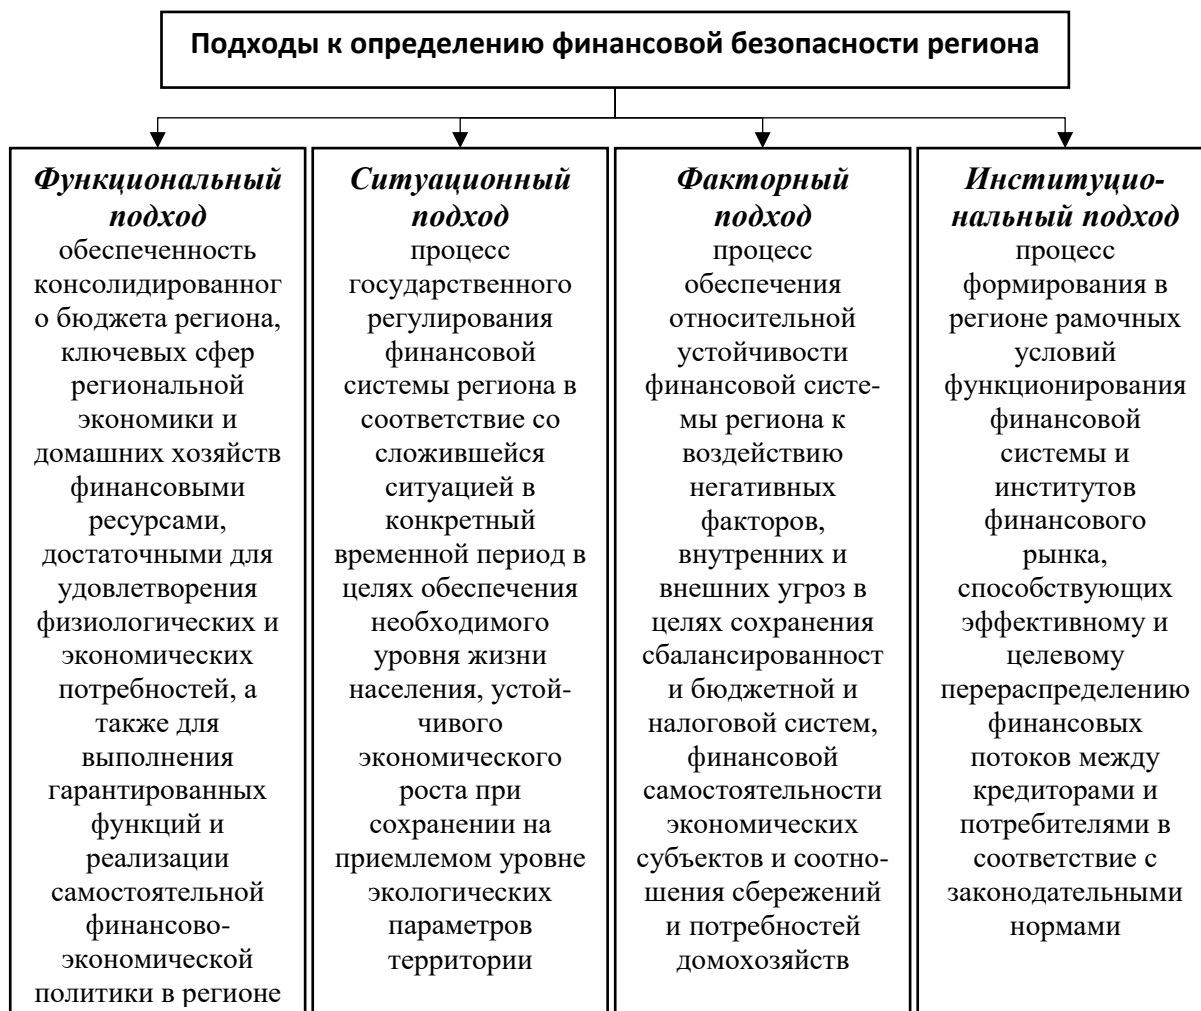 Подходы к определению финансовой безопасности региона
Функциональный
подход
обеспеченность
консолидированног
о бюджета региона,
ключевых сфер
региональной
экономики и
домашних хозяйств
финансовыми
ресурсами,
достаточными для
удовлетворения
физиологических и
экономических
потребностей, а
также для
выполнения
гарантированных
функций и
реализации
самостоятельной
финансово-
экономической
политики в регионе
Ситуационный
подход
процесс
государственного
регулирования
финансовой
системы региона в
соответствие со
сложившейся
ситуацией в
конкретный
временной период в
целях обеспечения
необходимого
уровня жизни
населения, устой-
чивого
экономического
роста при
сохранении на
приемлемом уровне
экологических
параметров
территории
Факторный
подход
процесс
обеспечения
относительной
устойчивости
финансовой систе-
мы региона к
воздействию
негативных
факторов,
внутренних и
внешних угроз в
целях сохранения
сбалансированност
и бюджетной и
налоговой систем,
финансовой
самостоятельности
экономических
субъектов и соотно-
шения сбережений
и потребностей
домохозяйств
Институцио-
нальный подход
процесс
формирования в
регионе рамочных
условий
функционирования
финансовой
системы и
институтов
финансового
рынка,
способствующих
эффективному и
целевому
перераспределению
финансовых
потоков между
кредиторами и
потребителями в
соответствие с
законодательными
нормами